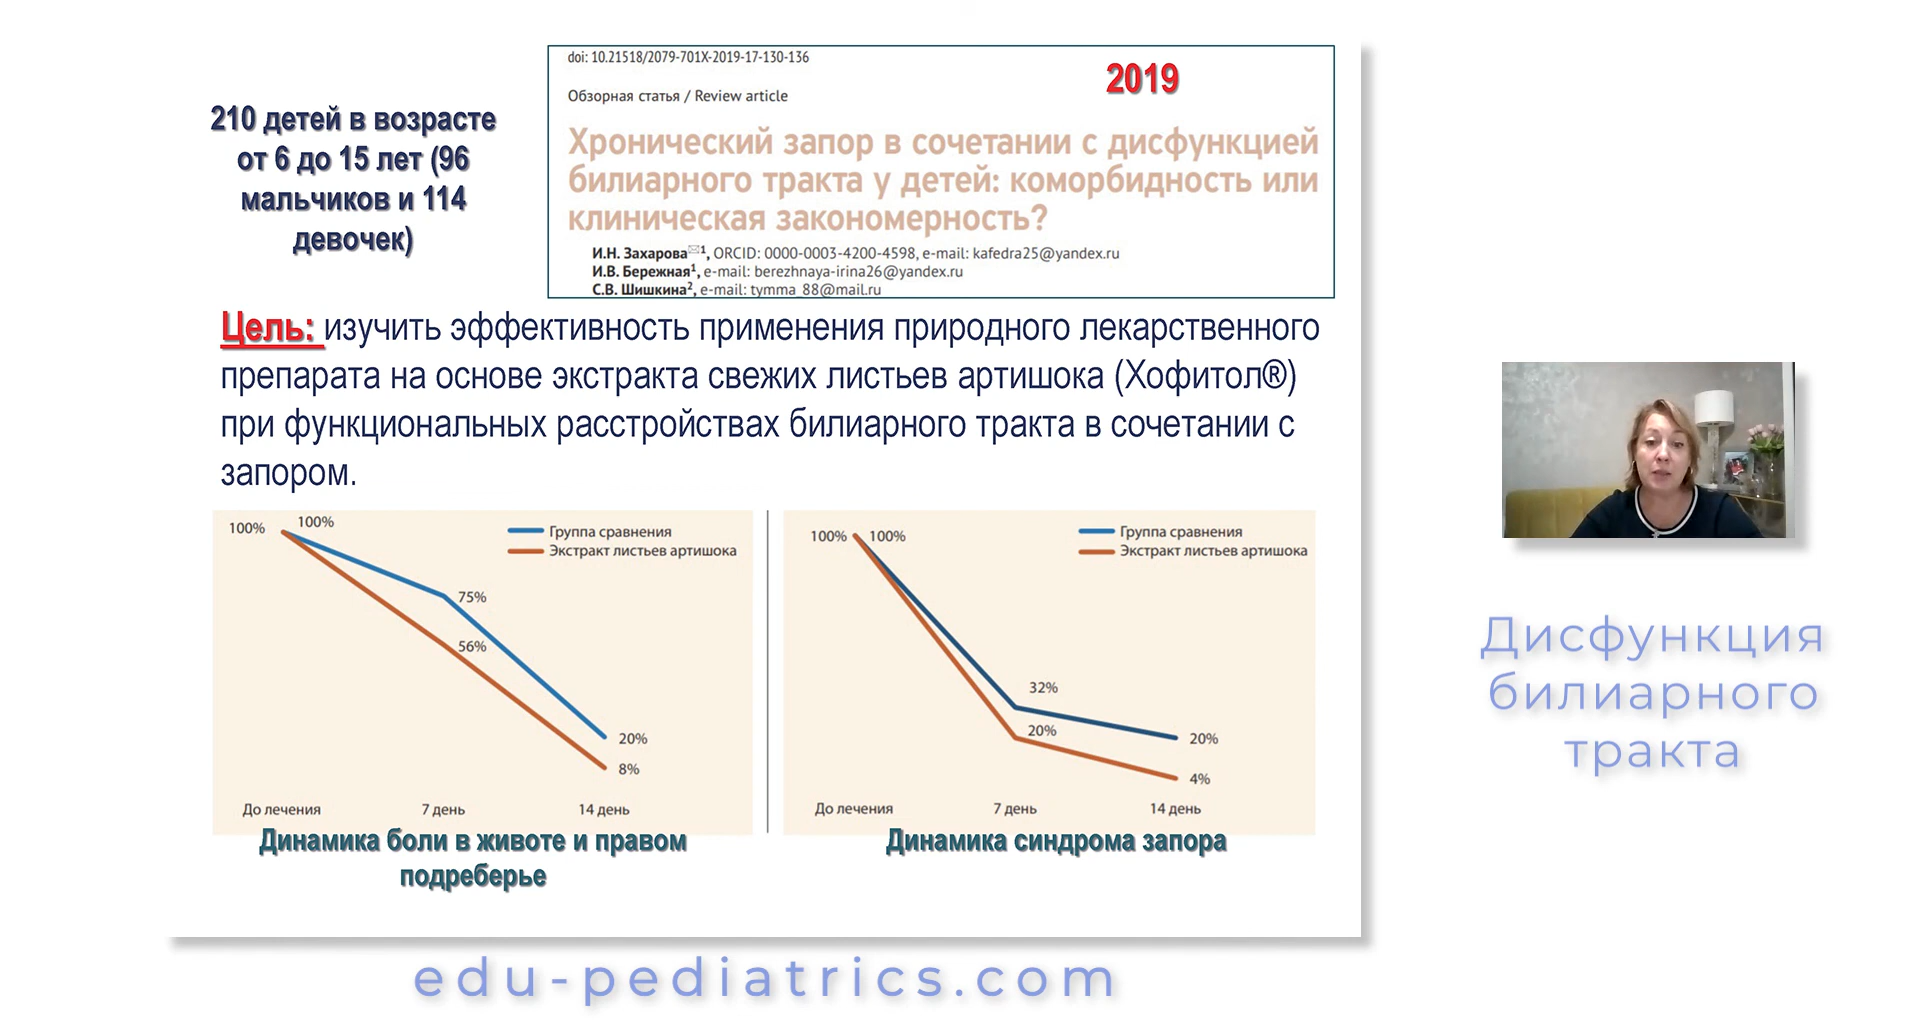 210 детей в возрасте
от 6 до 15 лет (96
мальчиков и 114
девочек)
doi: 10.21518/2079-701X-2019-17-130-136
2019
Обзорная статья / Review article
Хронический запор в сочетании с дисфункцией
билиарного тракта у детей: коморбидность или
клиническая закономерность?
И.Н. Захарова✉1, ORCID: 0000-0003-4200-4598, e-mail: kafedra25@yandex.ru
И.В. Бережная1, e-mail: berezhnaya-irina26@yandex.ru
С.В. Шишкина2, e-mail: tymma_88@mail.ru
Цель: изучить эффективность применения природного лекарственного
препарата на основе экстракта свежих листьев артишока (Хофитол®)
при функциональных расстройствах билиарного тракта в сочетании с
запором.
100%
100%
Группа сравнения
Экстракт листьев артишока
75%
56%
20%
8%
До лечения
7 день
14 день
Динамика боли в животе и правом
подреберье
100%
100%
Группа сравнения
Экстракт листьев артишока
32%
20%
20%
4%
До лечения
7 день
14 день
Динамика синдрома запора
Дисфункция
билиарного
тракта
edu-pediatrics.com